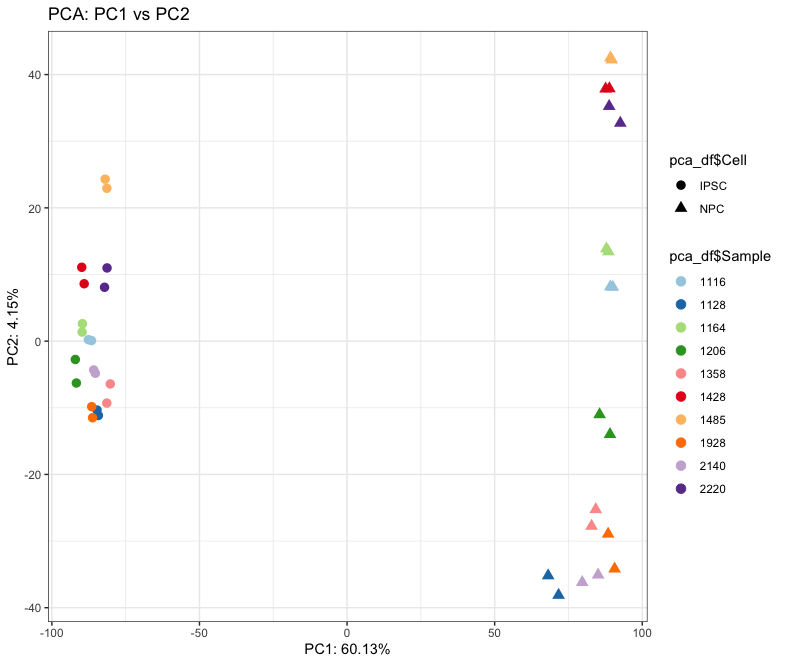 PCA: PC1 vs PC2
40
20
0
-20
-40
PC2: 4.15%
-100
-50
0
50
100
PC1: 60.13%
pca_df$Cell
IPSC
NPC
pca_df$Sample
1116
1128
1164
1206
1358
1428
1485
1928
2140
2220